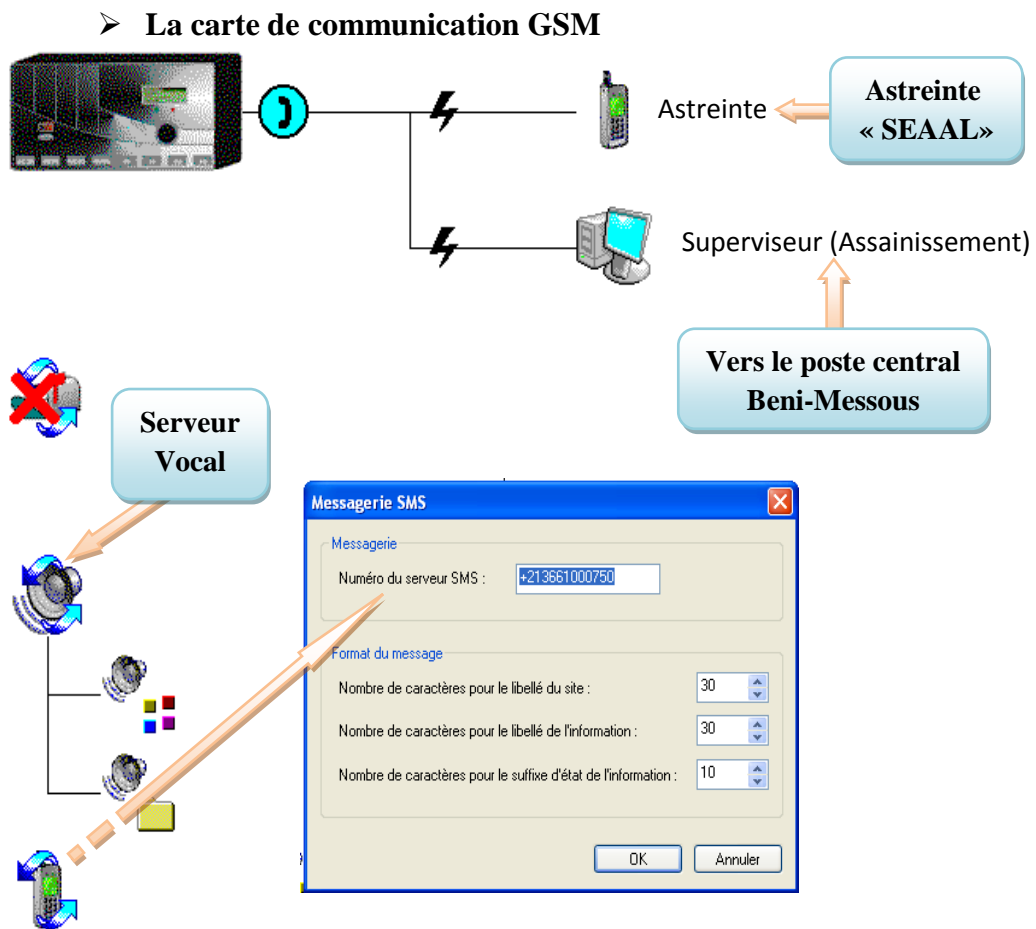 ➢ La carte de communication GSM
Astreinte
Astreinte
« SEAAL»
Superviseur (Assainissement)
Vers le poste central
Beni-Messous
Serveur
Vocal
Messagerie SMS
Messagerie
Numéro du serveur SMS :
+213661000750
Format du message
Nombre de caractères pour le libellé du site :
30
Nombre de caractères pour le libellé de l'information :
30
Nombre de caractères pour le suffixe d'état de l'information :
10
OK
Annuler